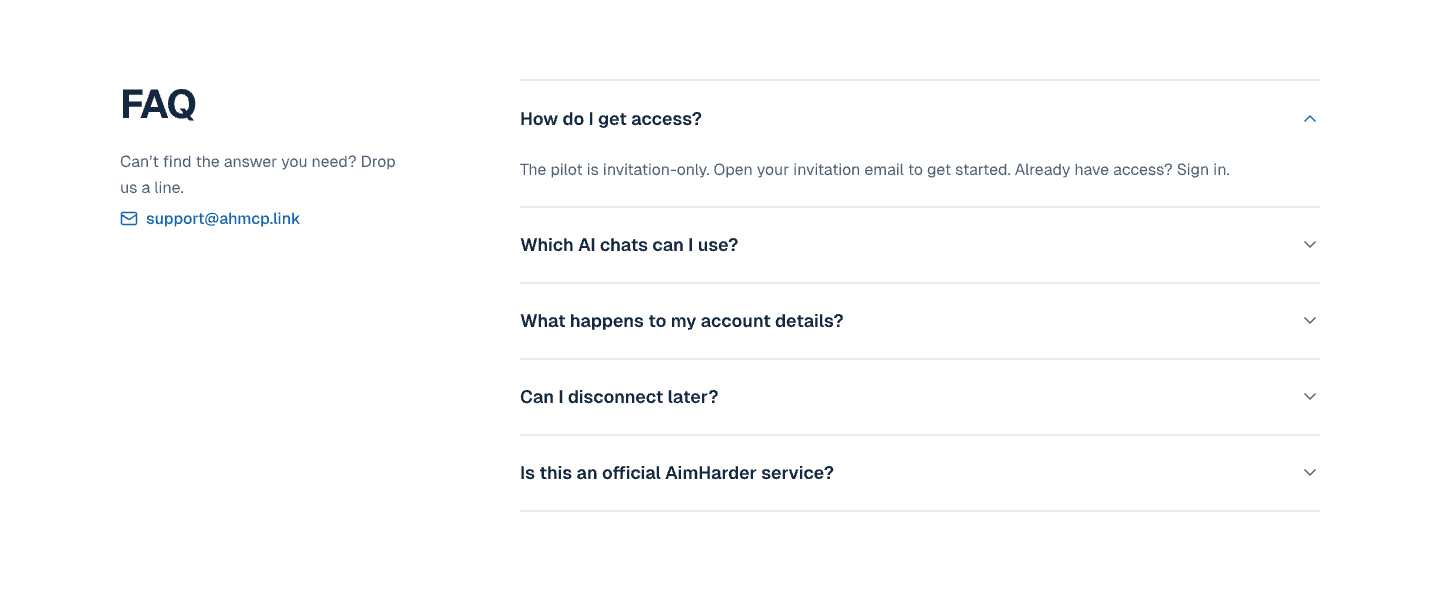 FAQ
Can’t find the answer you need? Drop
us a line.
support@ahmcp.link
How do I get access?
The pilot is invitation-only. Open your invitation email to get started. Already have access? Sign in.
Which AI chats can I use?
What happens to my account details?
Can I disconnect later?
Is this an official AimHarder service?